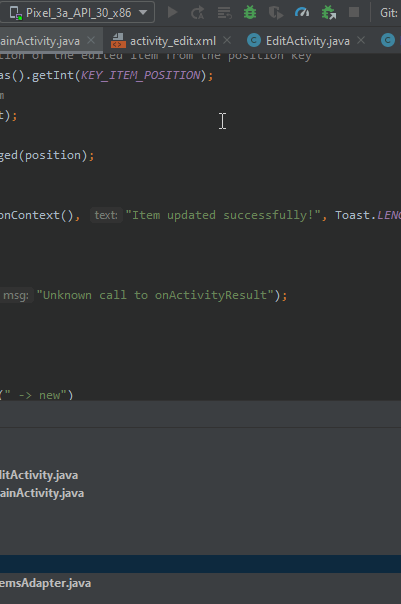 Pixel_3a_API_30_x86 Git:
ainActivity.java activity_edit.xml EditActivity.java
tion of the edited item from the position key
as().getInt(KEY_ITEM_POSITION);
m
t);
ged(position);
onContext(), text: "Item updated successfully!", Toast.LENG
msg: "Unknown call to onActivityResult");
(" -> new")
ditActivity.java
ainActivity.java
emsAdapter.java